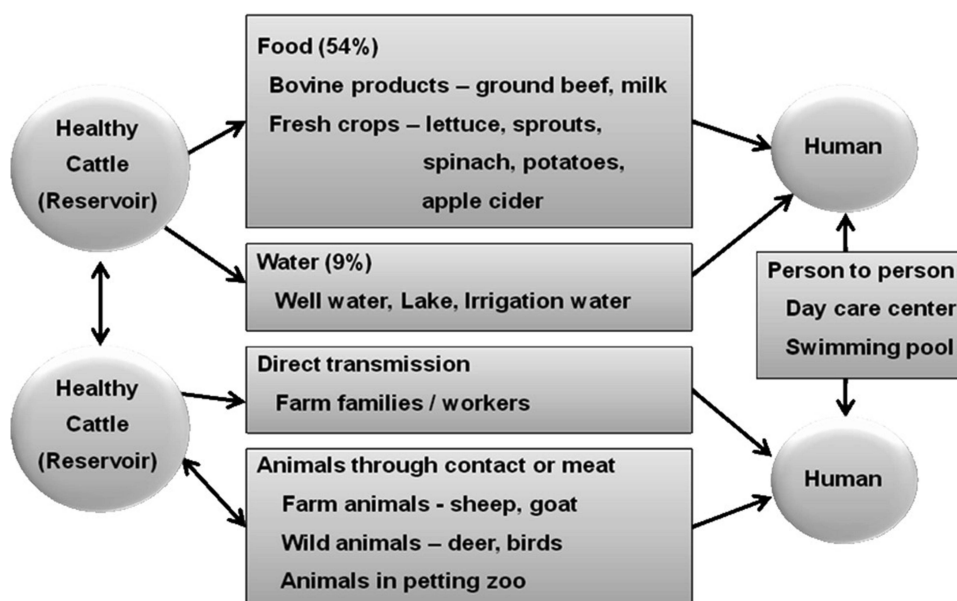 Healthy
Cattle
(Reservoir)
Food (54%)
Bovine products – ground beef, milk
Fresh crops – lettuce, sprouts,
spinach, potatoes,
apple cider
Human
Water (9%)
Well water, Lake, Irrigation water
Person to person
Day care center
Swimming pool
Healthy
Cattle
(Reservoir)
Direct transmission
Farm families / workers
Animals through contact or meat
Farm animals - sheep, goat
Wild animals – deer, birds
Animals in petting zoo
Human